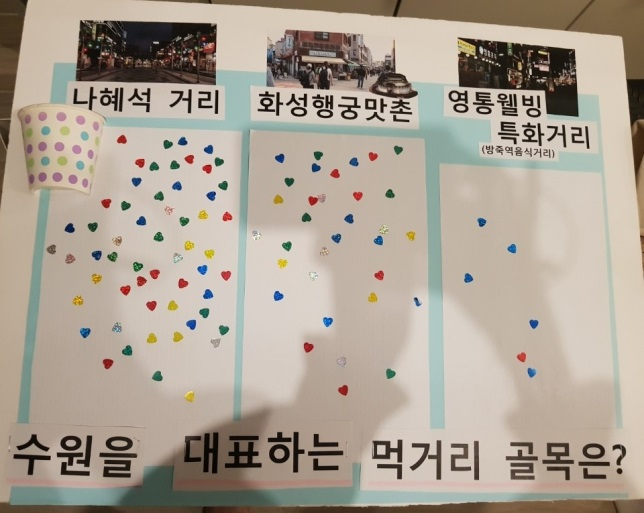 나혜석 거리
화성행궁맛촌
영통웰빙
특화거리
(밤죽역음식거리)
수원을 대표하는 먹거리 골목은?